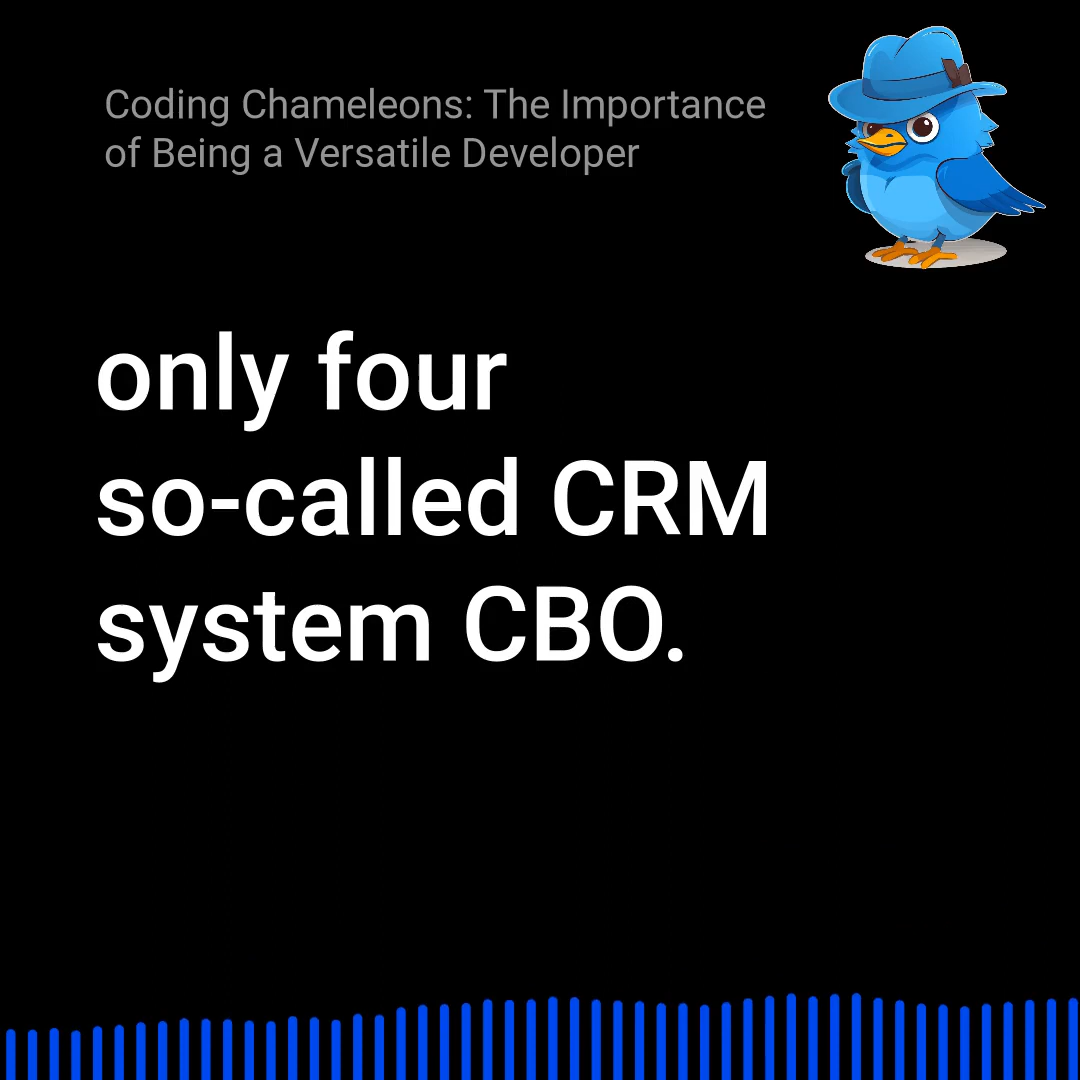 Coding Chameleons: The Importance
of Being a Versatile Developer
only four
so-called CRM
system CBO.